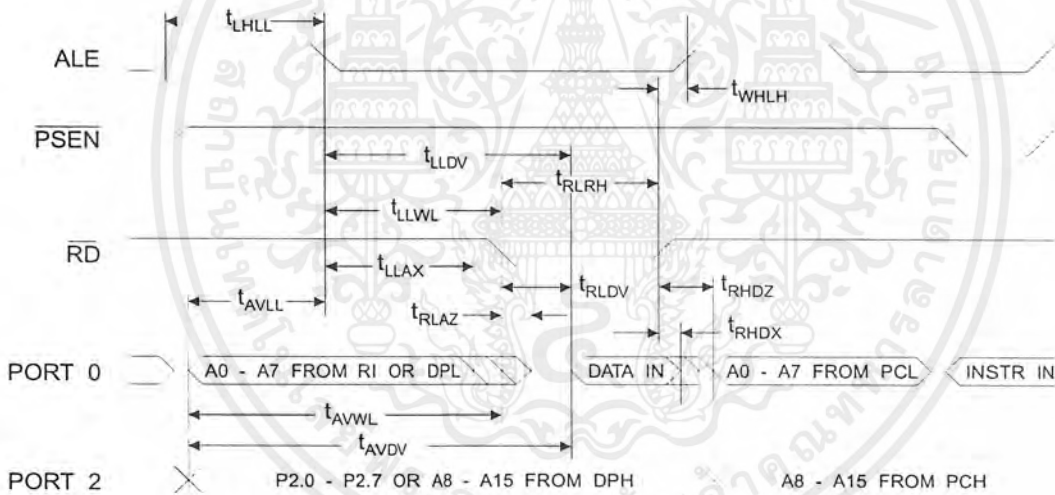 tLHLL
ALE
tWHLH
PSEN
tLLDV
tRLRH
tLLWL
RD
tLLAX
tRLDV
tRHDZ
tAVLL
tRLAZ
tRHDX
PORT 0
A0 - A7 FROM RI OR DPL
DATA IN
A0 - A7 FROM PCL
INSTR IN
tAVWL
tAVDV
PORT 2
P2.0 - P2.7 OR A8 - A15 FROM DPH
A8 - A15 FROM PCH